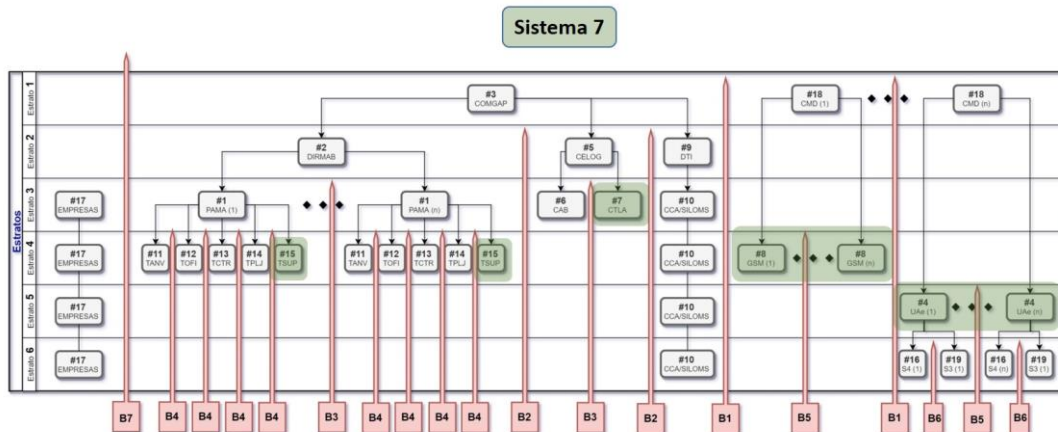 Sistema 7
Estratos
Estrato 1
#3
COMGAP
#18
CMD (1)
#18
CMD (n)
Estrato 2
#2
DIRMAB
#5
CELOG
#9
DTI
Estrato 3
#17
EMPRESAS
#1
PAMA (1)
#1
PAMA (n)
#6
CAB
#7
CTLA
#10
CCA/SILOMS
Estrato 4
#17
EMPRESAS
#11
TANV
#12
TOFI
#13
TCTR
#14
TPLJ
#15
TSUP
#11
TANV
#12
TOFI
#13
TCTR
#14
TPLJ
#15
TSUP
#10
CCA/SILOMS
#8
GSM (1)
#8
GSM (n)
Estrato 5
#17
EMPRESAS
#10
CCA/SILOMS
#4
UAe (1)
#4
UAe (n)
Estrato 6
#17
EMPRESAS
#10
CCA/SILOMS
#16
S4 (1)
#19
S3 (1)
#16
S4 (n)
#19
S3 (1)
B7
B4
B4
B4
B4
B3
B4
B4
B4
B4
B2
B3
B2
B1
B5
B1
B6
B5
B6